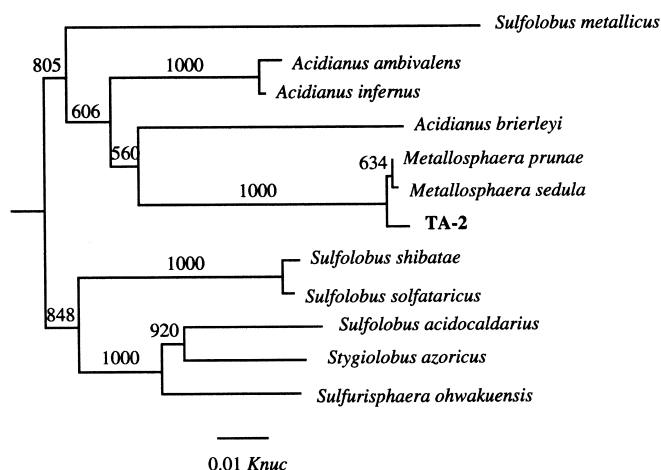 Sulfolobus metallicus
805
1000
Acidianus ambivalens
Acidianus infernus
606
Acidianus brierleyi
560
634
Metallosphaera prunae
1000
Metallosphaera sedula
TA-2
Sulfolobus shibatae
1000
Sulfolobus solfataricus
848
Sulfolobus acidocaldarius
920
1000
Stygiolobus azoricus
Sulfurisphaera ohwakuensis
0.01 Knuc